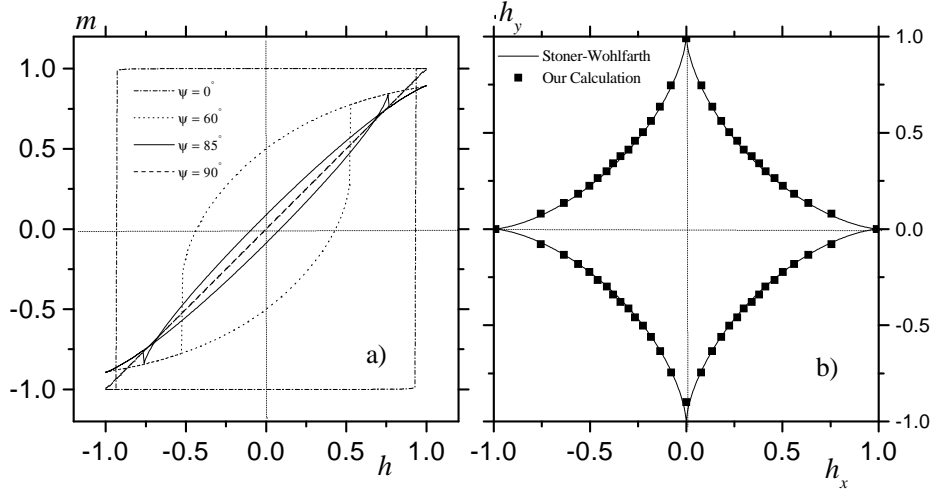 m
1.0
0.5
0.0
-0.5
-1.0
ψ = 0°
ψ = 60°
ψ = 85°
ψ = 90°
a)
-1.0 -0.5 0.0 0.5 1.0
h
h_y
Stoner-Wohlfarth
Our Calculation
1.0
0.5
0.0
-0.5
-1.0
b)
-1.0 -0.5 0.0 0.5 1.0
h_x